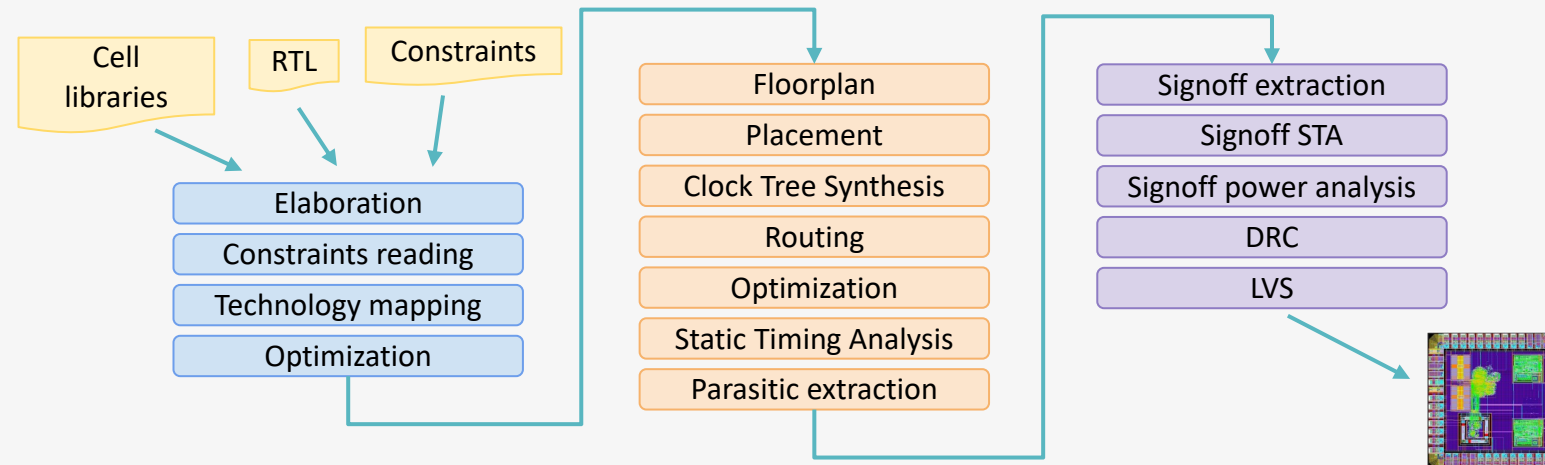 Cell
libraries
RTL
Constraints
Elaboration
Constraints reading
Technology mapping
Optimization
Floorplan
Placement
Clock Tree Synthesis
Routing
Optimization
Static Timing Analysis
Parasitic extraction
Signoff extraction
Signoff STA
Signoff power analysis
DRC
LVS